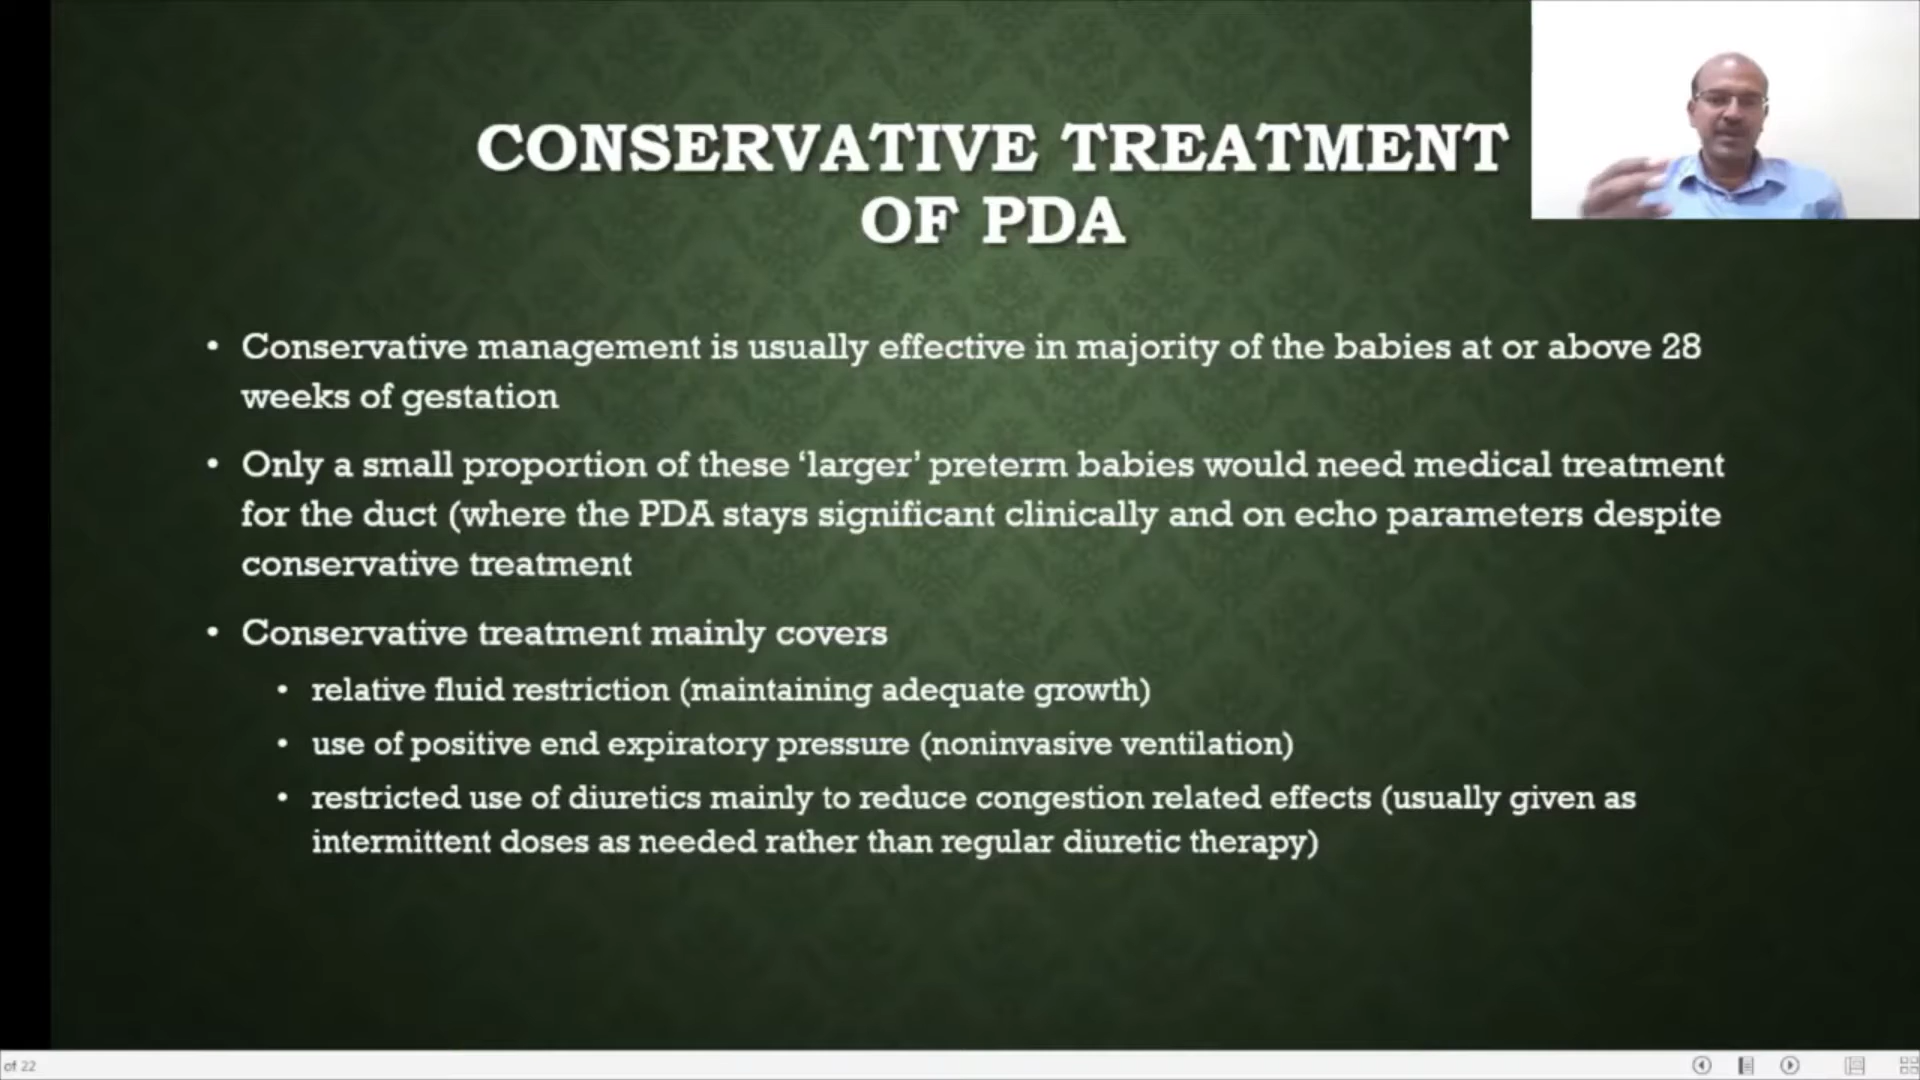 CONSERVATIVE TREATMENT
OF PDA
• Conservative management is usually effective in majority of the babies at or above 28
weeks of gestation
• Only a small proportion of these ‘larger’ preterm babies would need medical treatment
for the duct (where the PDA stays significant clinically and on echo parameters despite
conservative treatment
• Conservative treatment mainly covers
• relative fluid restriction (maintaining adequate growth)
• use of positive end expiratory pressure (noninvasive ventilation)
• restricted use of diuretics mainly to reduce congestion related effects (usually given as
intermittent doses as needed rather than regular diuretic therapy)
of 22